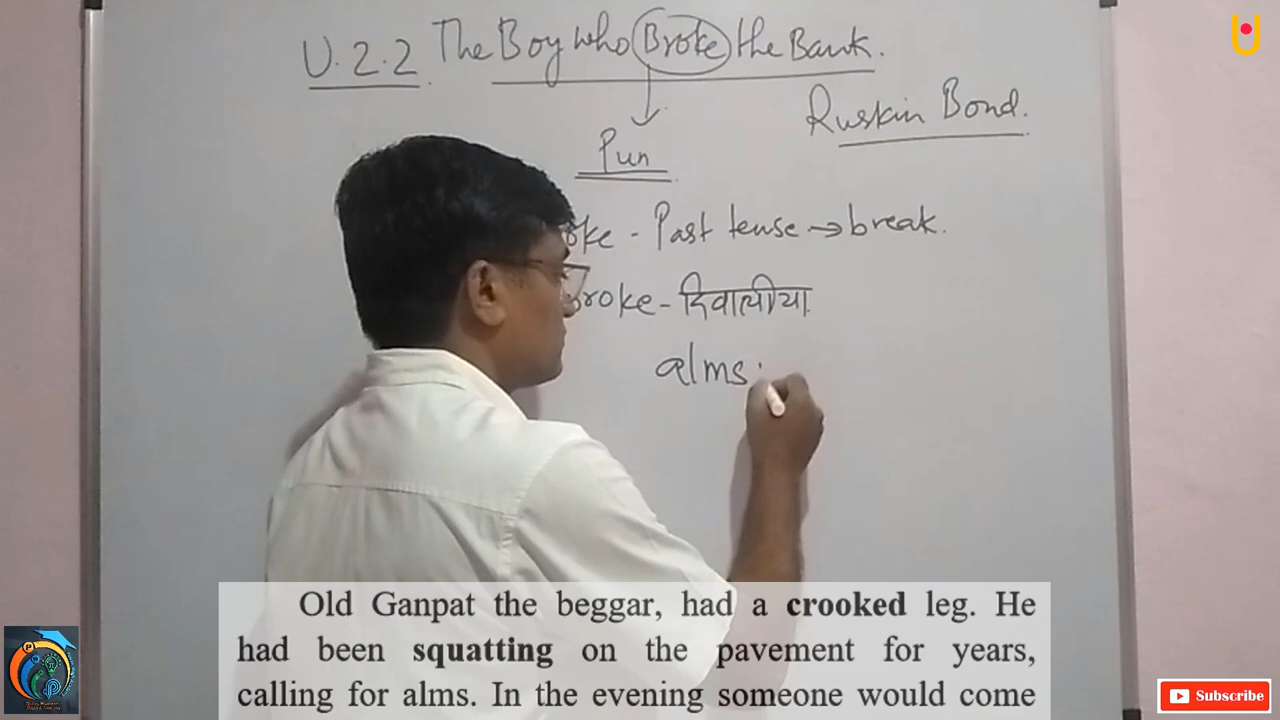 U. 2. 2 The Boy who Broke the Bank.
Ruskin Bond.
Pun
oke - Past tense → break.
broke - दिवालीया
alms
Old Ganpat the beggar, had a crooked leg. He
had been squatting on the pavement for years,
calling for alms. In the evening someone would come
Subscribe